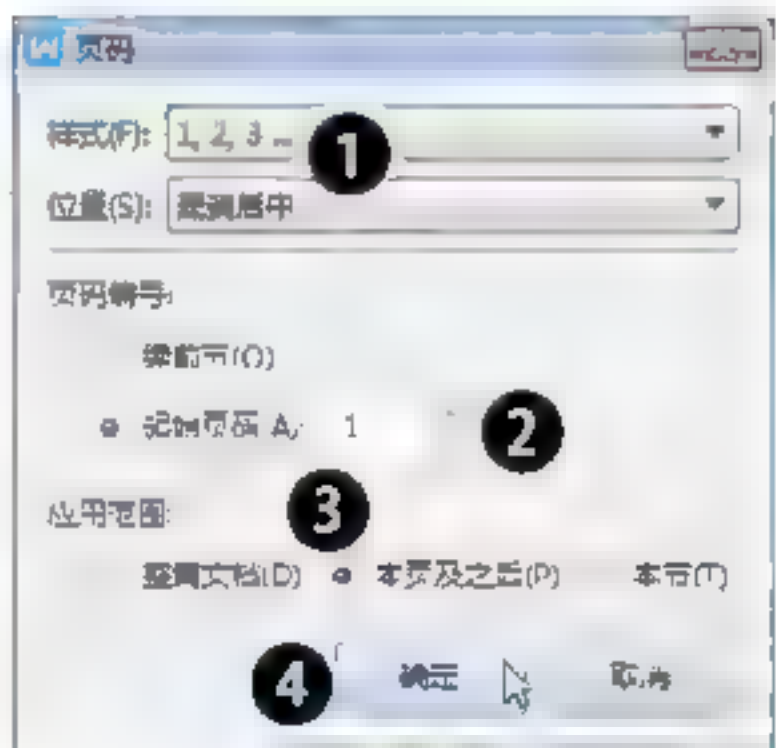 W 页码
样式(F): 1, 2, 3 ... 1
位置(S): 底端居中
页码编号:
续前节(O)
起始页码(A): 1 2
应用范围: 3
整篇文档(D) 本页及之后(P) 本节(T)
4 确定 取消